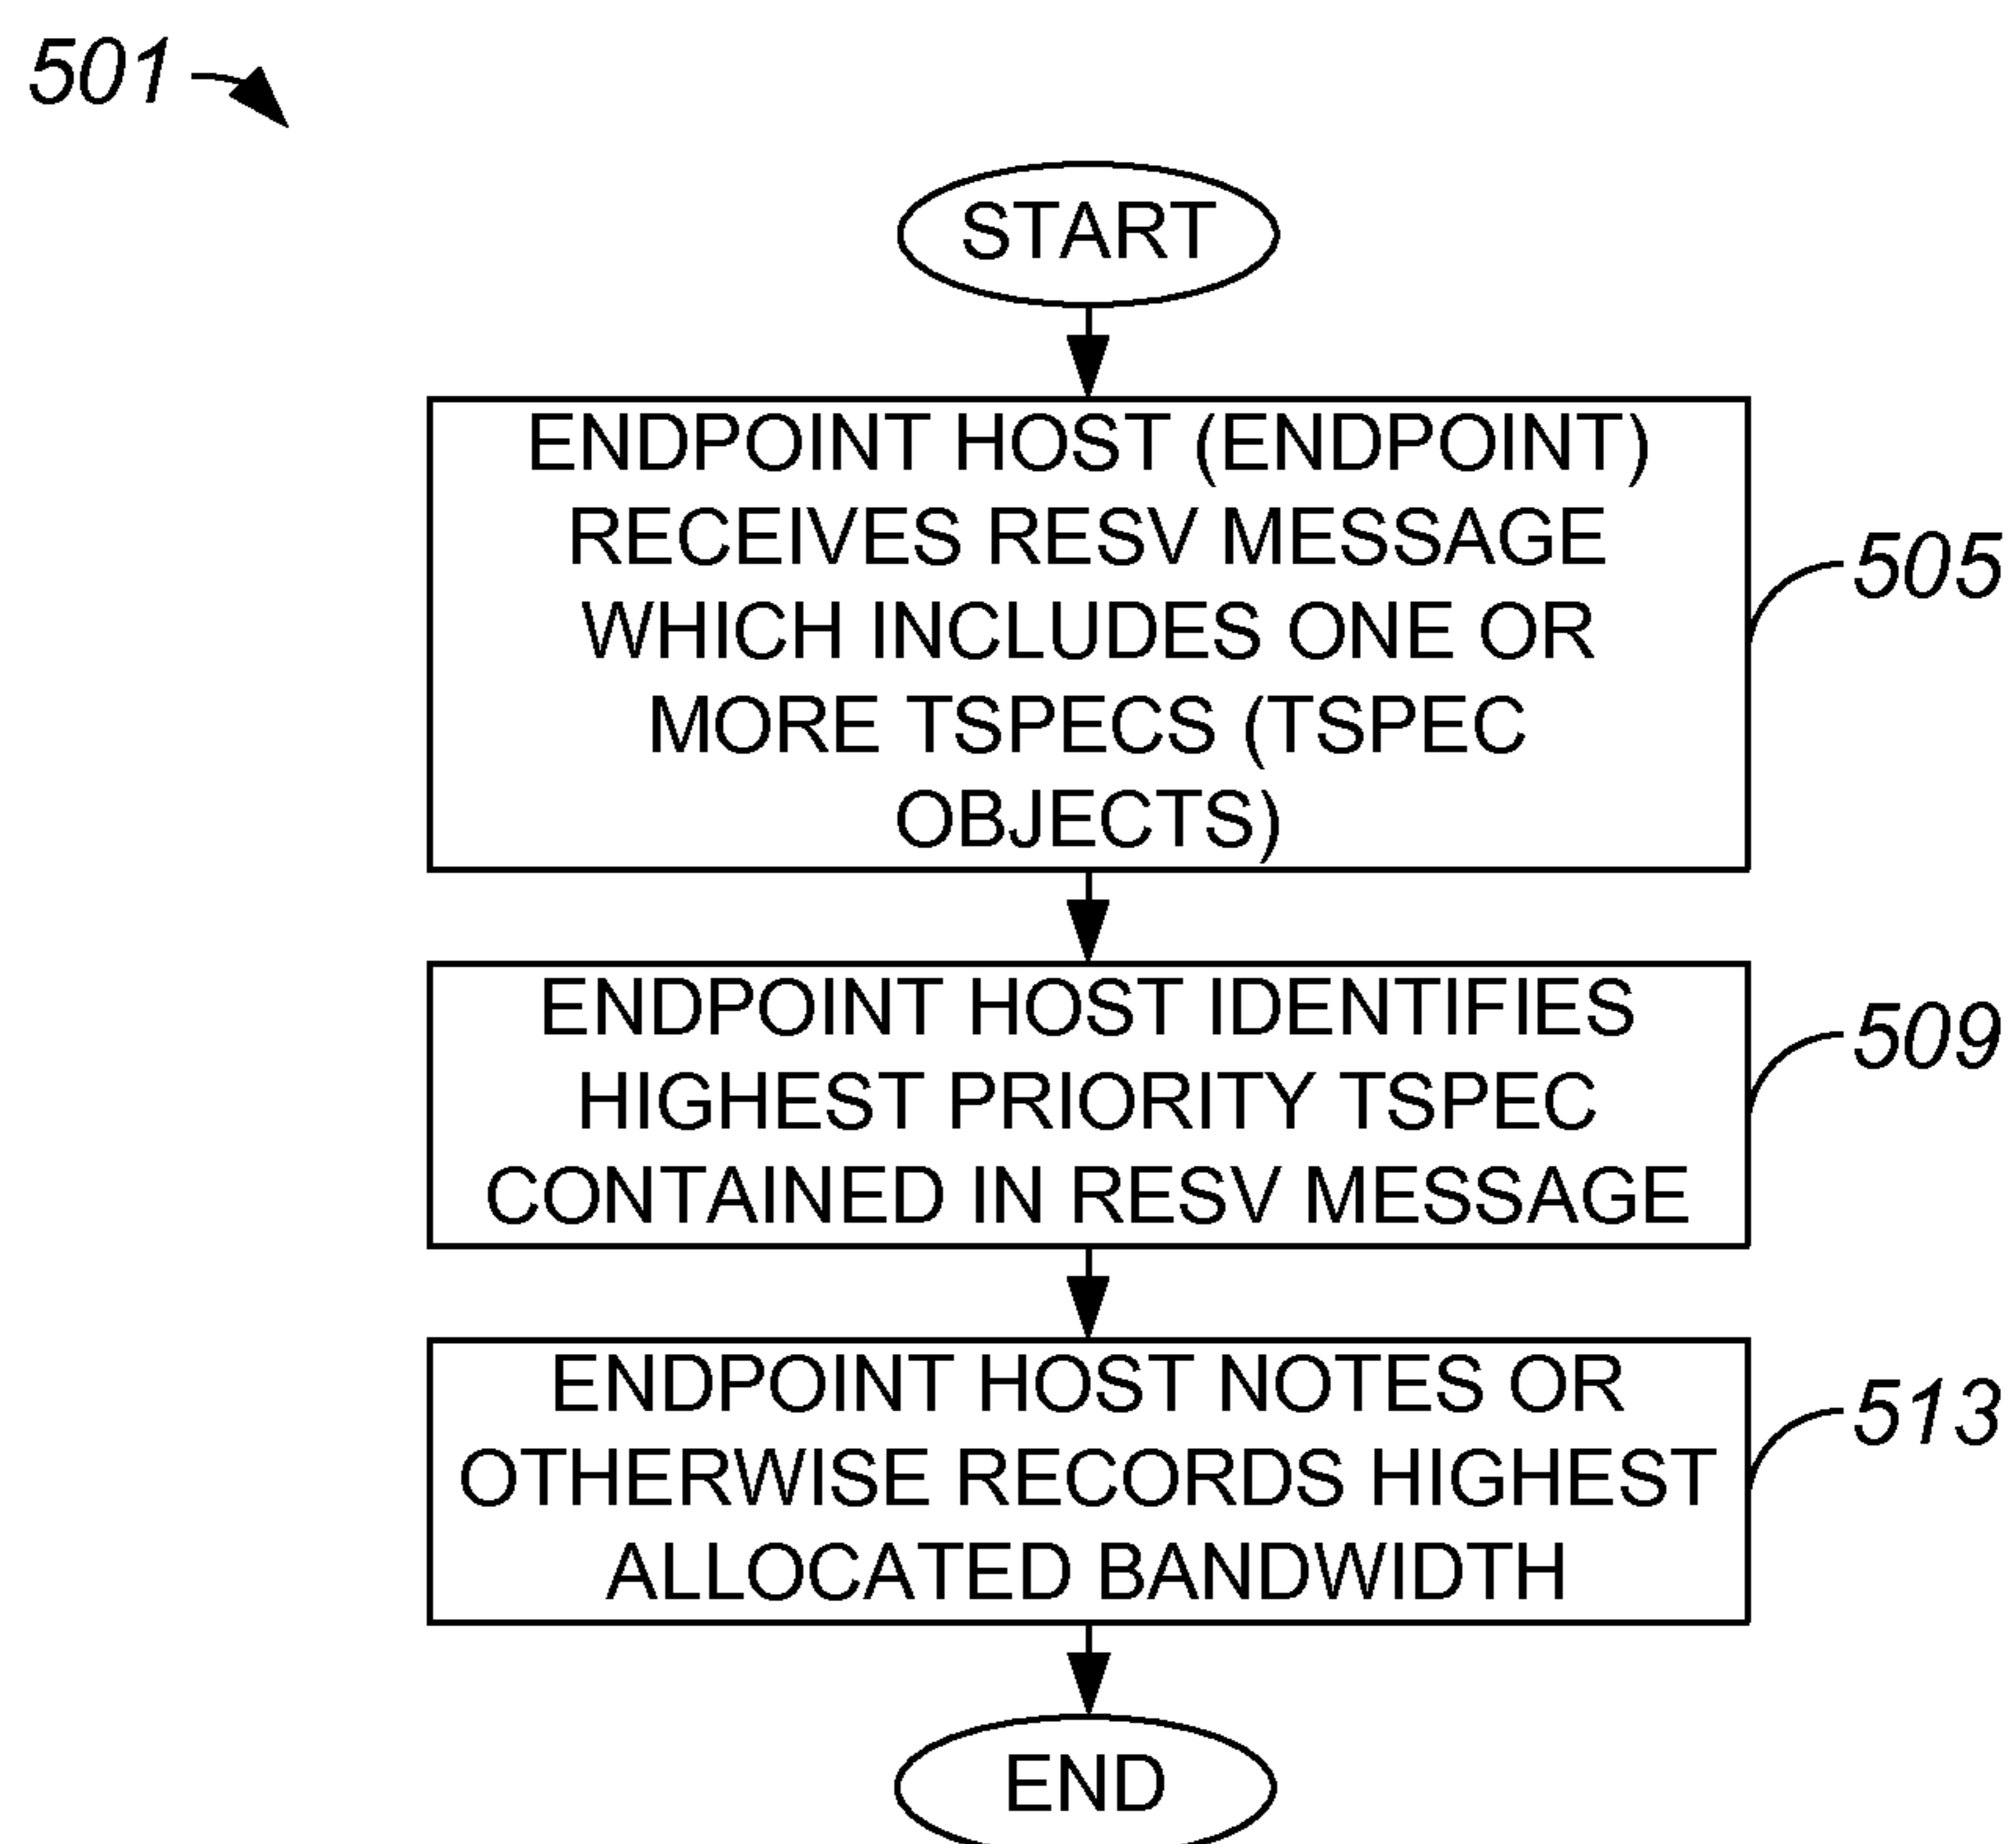 501
START
ENDPOINT HOST (ENDPOINT)
RECEIVES RESV MESSAGE
WHICH INCLUDES ONE OR
MORE TSPECS (TSPEC
OBJECTS)
505
ENDPOINT HOST IDENTIFIES
HIGHEST PRIORITY TSPEC
CONTAINED IN RESV MESSAGE
509
ENDPOINT HOST NOTES OR
OTHERWISE RECORDS HIGHEST
ALLOCATED BANDWIDTH
513
END